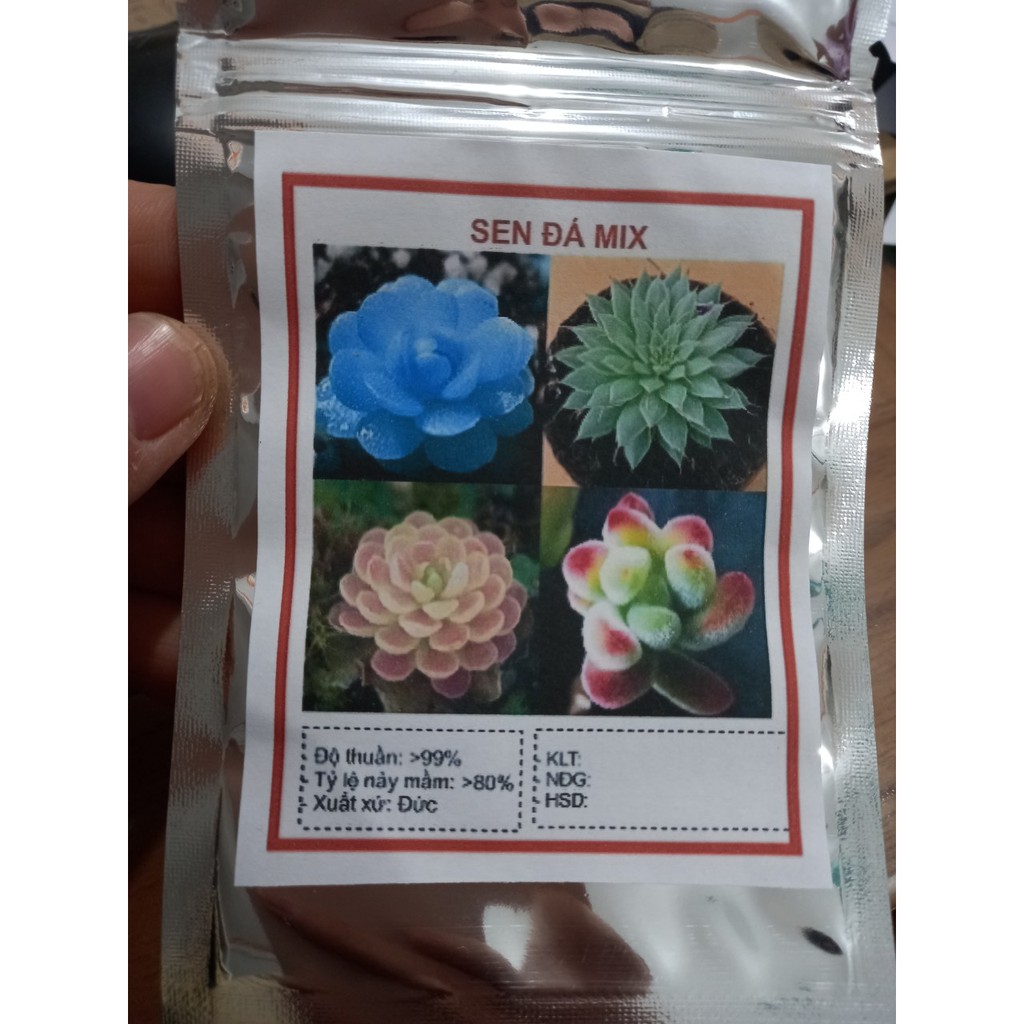 SEN ĐÁ MIX
Độ thuần: >99%
Tỷ lệ nảy mầm: >80%
Xuất xứ: Đức
KLT:
NĐG:
HSD: